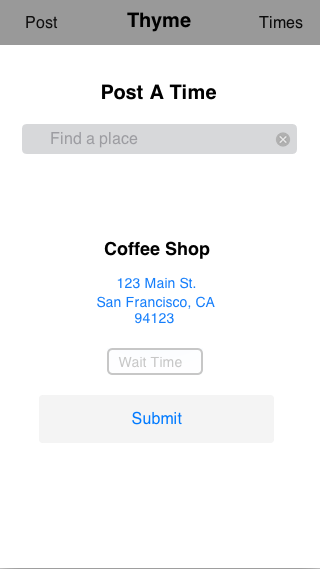 Post Thyme Times
Post A Time
Find a place
Coffee Shop
123 Main St.
San Francisco, CA
94123
Wait Time
Submit